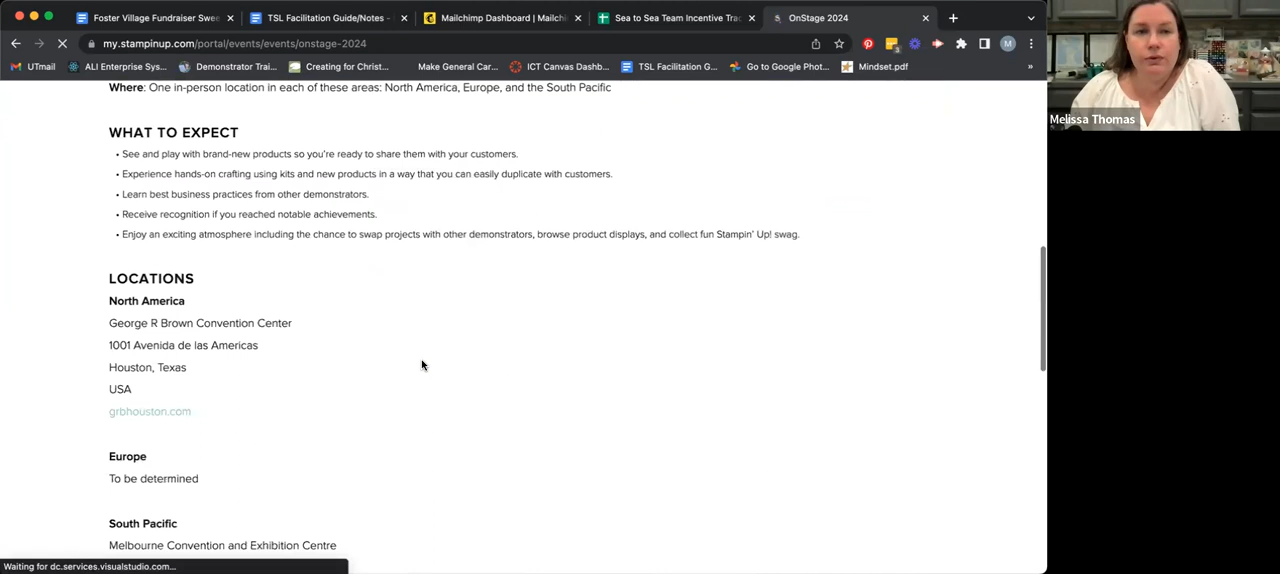 Foster Village Fundraiser Swee
TSL Facilitation Guide/Notes -
Mailchimp Dashboard | Mailchi
Sea to Sea Team Incentive Trac
OnStage 2024
my.stampinup.com/portal/events/events/onstage-2024
M
UTmail
ALI Enterprise Sys...
Demonstrator Trai...
Creating for Christ...
Make General Car...
ICT Canvas Dashb...
TSL Facilitation G...
Go to Google Phot...
Mindset.pdf
»
Where: One in-person location in each of these areas: North America, Europe, and the South Pacific
WHAT TO EXPECT
• See and play with brand-new products so you're ready to share them with your customers.
• Experience hands-on crafting using kits and new products in a way that you can easily duplicate with customers.
• Learn best business practices from other demonstrators.
• Receive recognition if you reached notable achievements.
• Enjoy an exciting atmosphere including the chance to swap projects with other demonstrators, browse product displays, and collect fun Stampin' Up! swag.
LOCATIONS
North America
George R Brown Convention Center
1001 Avenida de las Americas
Houston, Texas
USA
grbhouston.com
Europe
To be determined
South Pacific
Melbourne Convention and Exhibition Centre
Waiting for dc.services.visualstudio.com...
Melissa Thomas